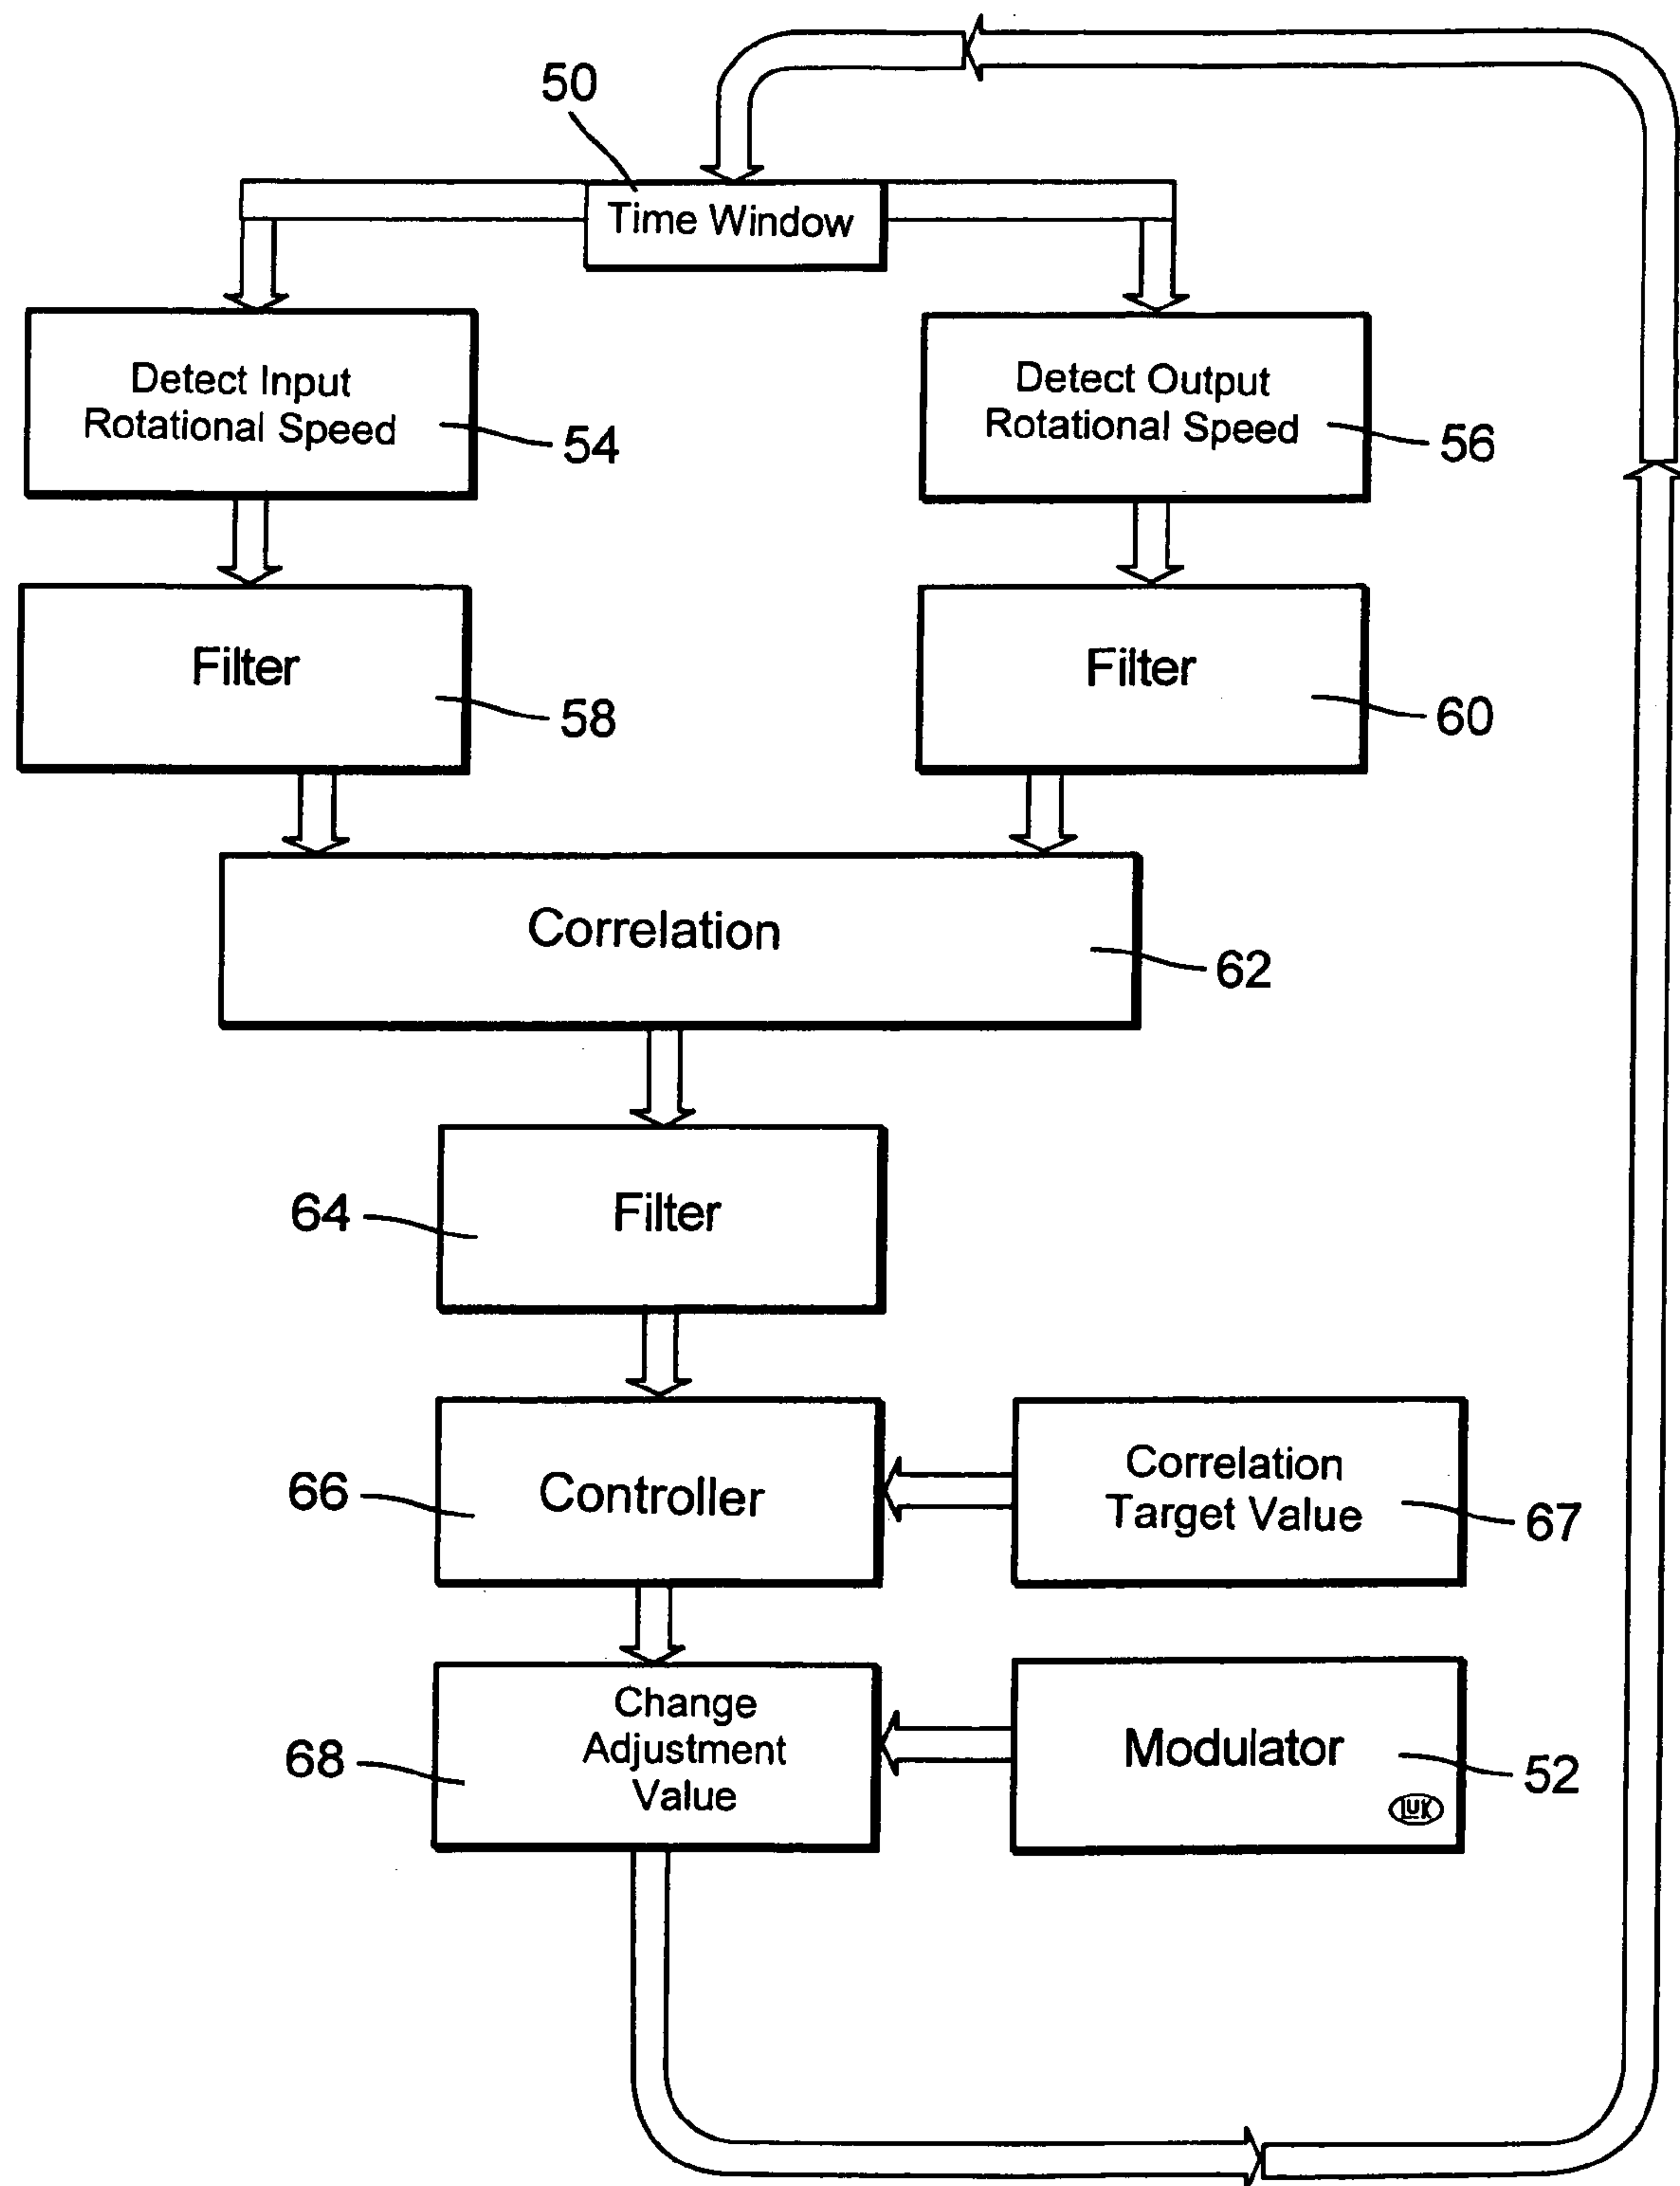 50
Time Window
Detect Input
Rotational Speed
54
Detect Output
Rotational Speed
56
Filter
58
Filter
60
Correlation
62
Filter
64
Controller
66
Correlation
Target Value
67
Change
Adjustment
Value
68
Modulator
52
LUK